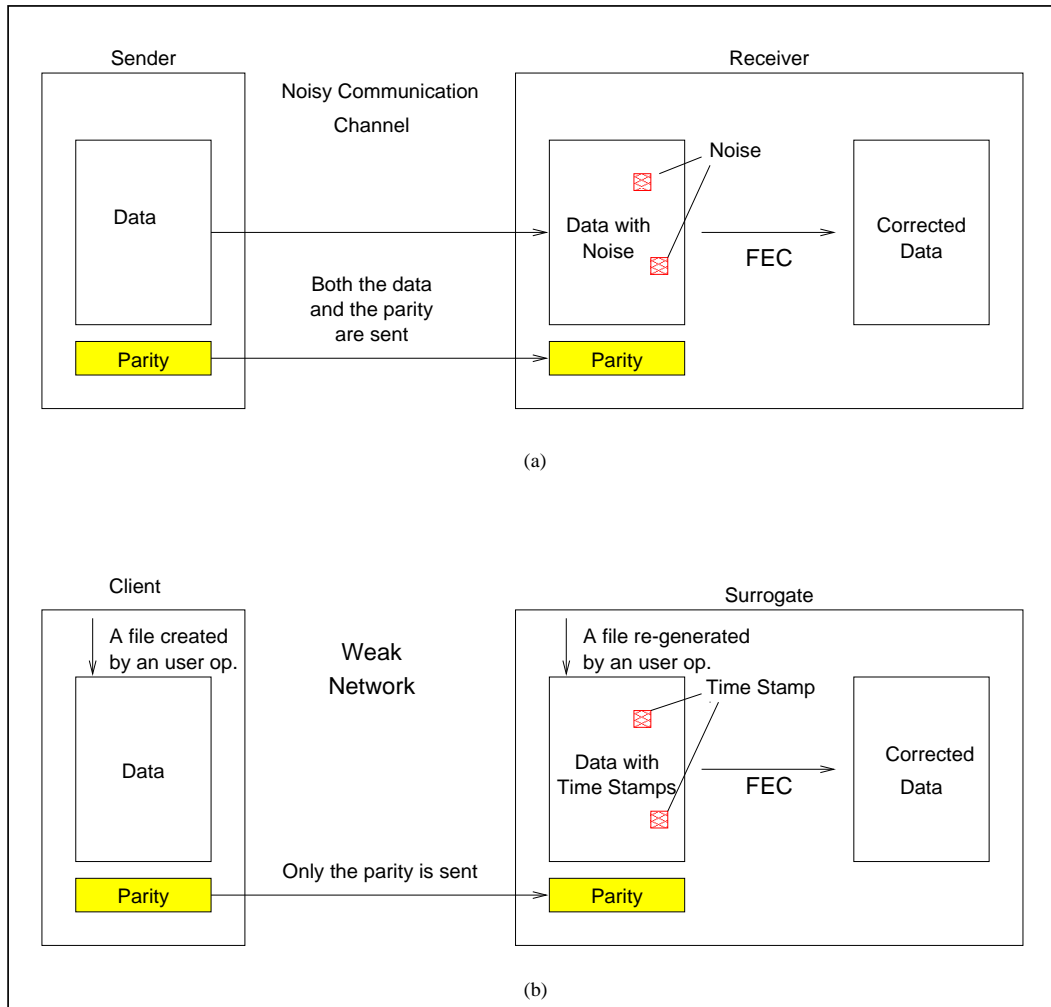 Sender
Receiver
Noisy Communication
Channel
Noise
Data
Data with
Noise
FEC
Corrected
Data
Both the data
and the parity
are sent
Parity
Parity
(a)
Client
Surrogate
A file created
by an user op.
Weak
Network
A file re-generated
by an user op.
Time Stamp
Data
Data with
Time Stamps
FEC
Corrected
Data
Only the parity is sent
Parity
Parity
(b)